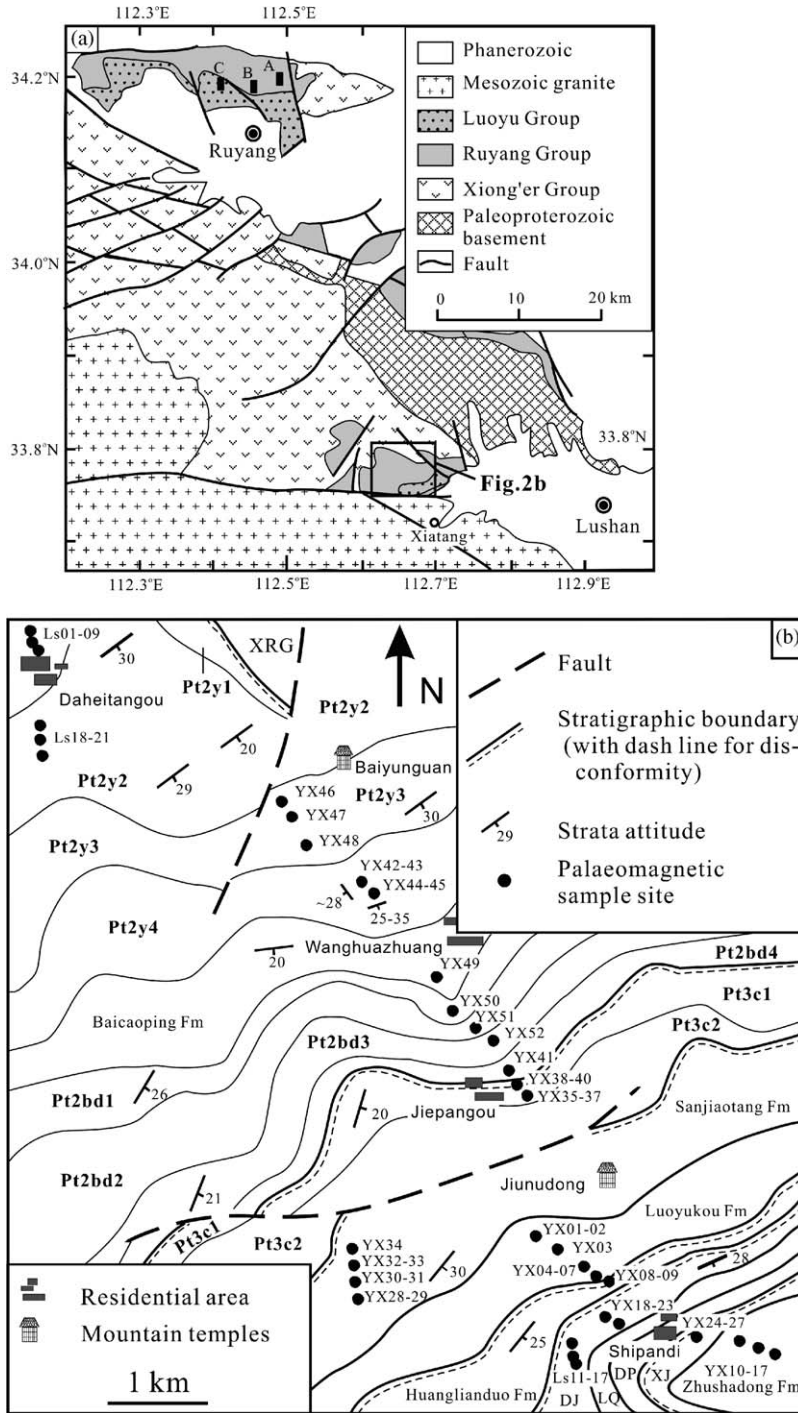 112.3°E
112.5°E
(a)
34.2°N
34.0°N
33.8°N
C
B
A
Ruyang
Phanerozoic
Mesozoic granite
Luoyu Group
Ruyang Group
Xiong'er Group
Paleoproterozoic
basement
Fault
0 10 20 km
33.8°N
Fig.2b
Lushan
Xiatang
112.3°E 112.5°E 112.7°E 112.9°E
(b)
Ls01-09
30
XRG
Pt2y1
N
Daheitangou
Pt2y2
Ls18-21
20
Baiyunguan
Pt2y2
29
YX46
Pt2y3
YX47
30
Pt2y3
YX48
YX42-43
YX44-45
~28
25-35
Pt2y4
Wanghuazhuang
20
YX49
Pt2bd4
YX50
Pt3c1
Baicaoping Fm
YX51
YX52
Pt3c2
Pt2bd3
YX41
YX38-40
26
YX35-37
Pt2bd1
Jiepangou
Sanjiaotang Fm
20
Pt2bd2
Jiunudong
21
Luoyukou Fm
Pt3c1
Pt3c2
YX34
YX01-02
YX32-33
YX03
YX30-31
30
YX04-07
YX08-09
28
YX28-29
YX18-23
YX24-27
25
Shipandi
Ls11-17
DP
XJ
YX10-17
Zhushadong Fm
Huanglianduo Fm
DJ
LQ
Fault
Stratigraphic boundary
(with dash line for dis-
conformity)
29
Strata attitude
Palaeomagnetic
sample site
Residential area
Mountain temples
1 km